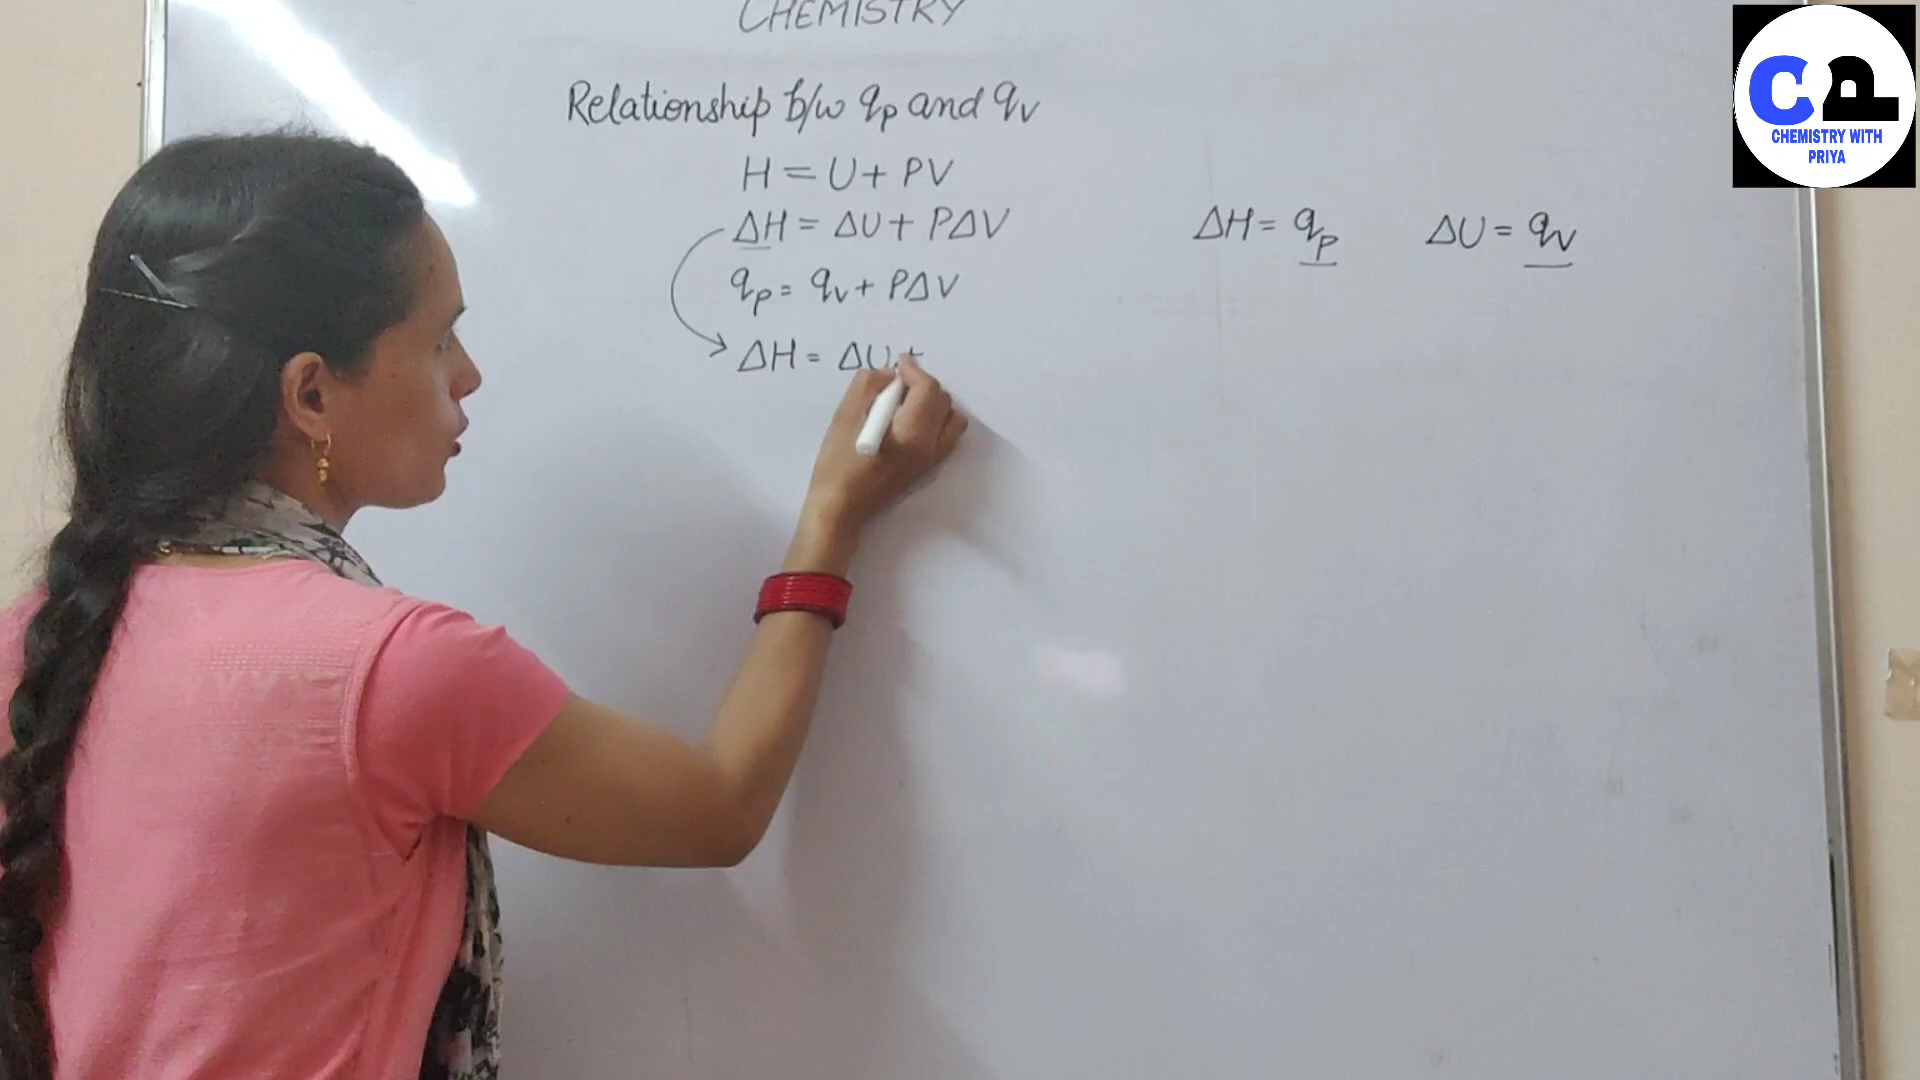 CHEMISTRY
Relationship b/w qp and qv
H = U + PV
ΔH = ΔU + PΔV
qp = qv + PΔV
ΔH = ΔU +
ΔH = qp ΔU = qv
CP
CHEMISTRY WITH
PRIYA